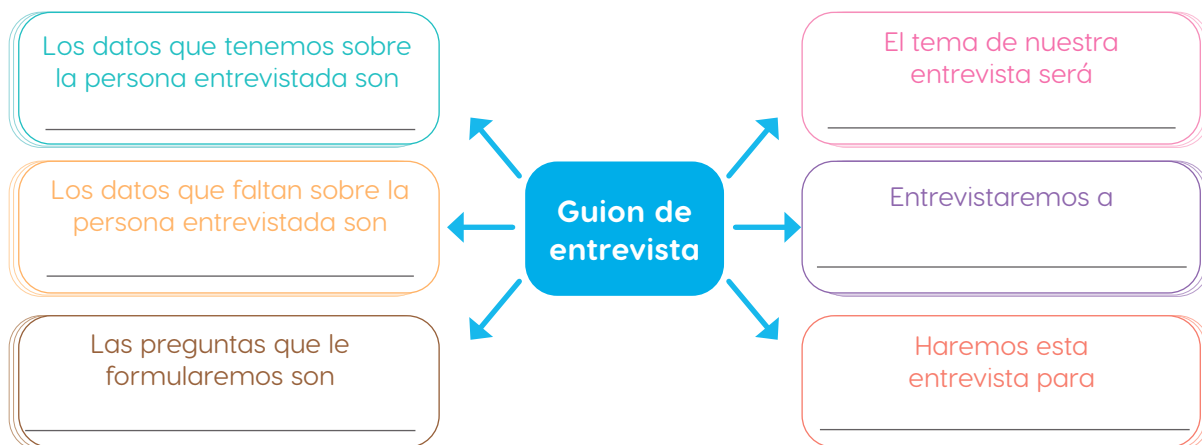 Los datos que tenemos sobre
la persona entrevistada son
Los datos que faltan sobre la
persona entrevistada son
Las preguntas que le
formularemos son
Guion de
entrevista
El tema de nuestra
entrevista será
Entrevistaremos a
Haremos esta
entrevista para